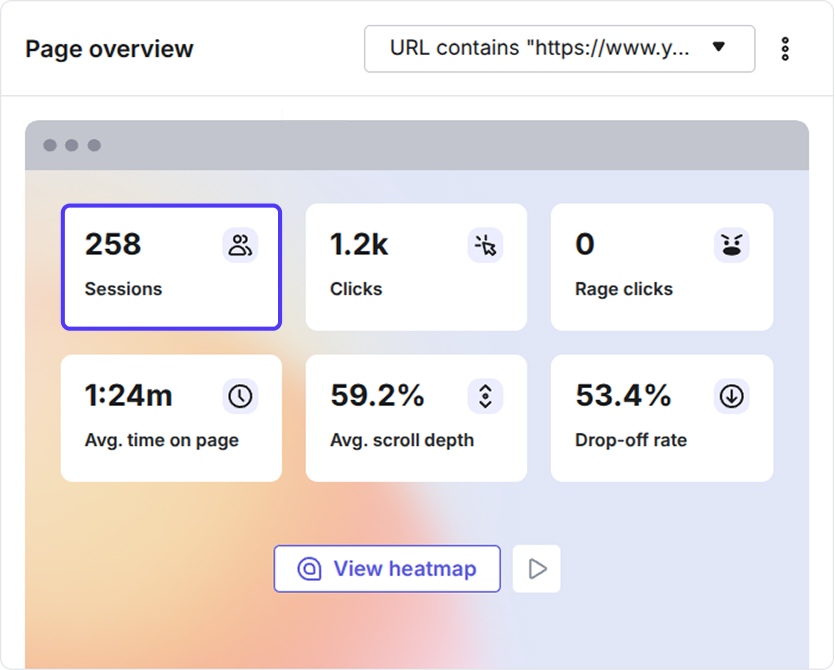 Page overview
URL contains "https://www.y...
258
Sessions
1.2k
Clicks
0
Rage clicks
1:24m
Avg. time on page
59.2%
Avg. scroll depth
53.4%
Drop-off rate
View heatmap